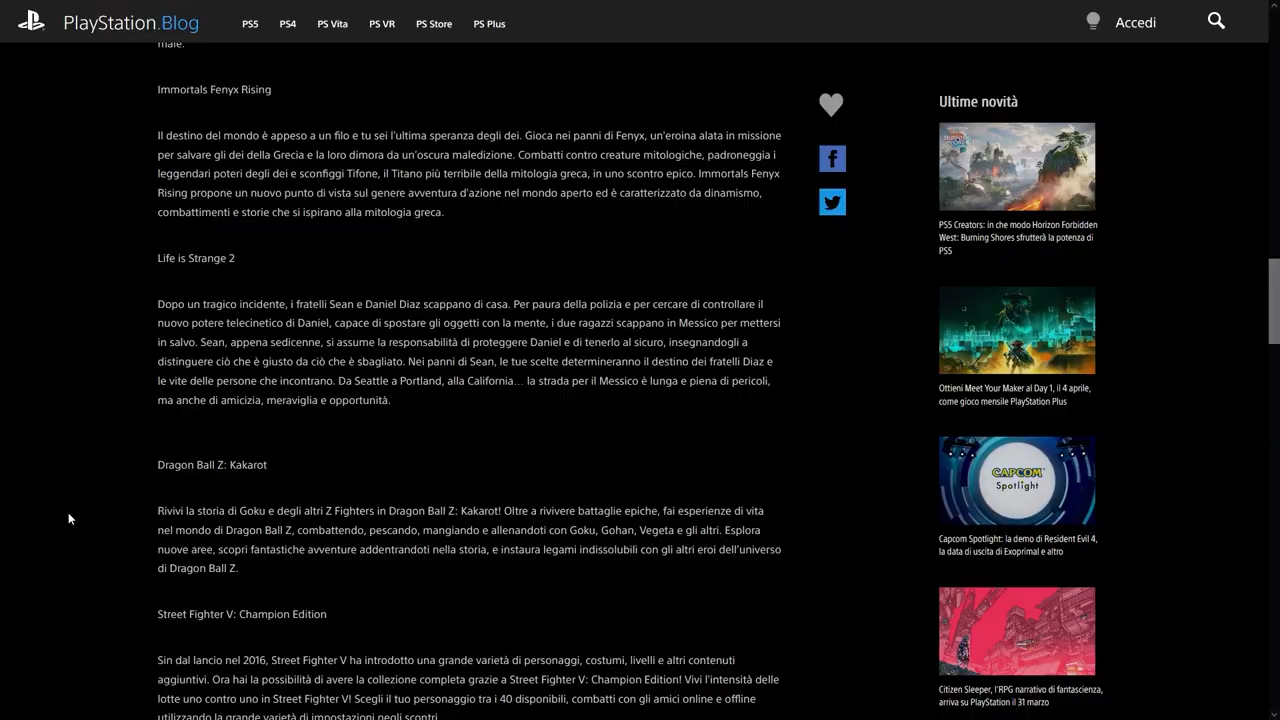 PlayStation.Blog
PS5
PS4
PS Vita
PS VR
PS Store
PS Plus
Accedi
male.
Immortals Fenyx Rising
Il destino del mondo è appeso a un filo e tu sei l'ultima speranza degli dei. Gioca nei panni di Fenyx, un'eroina alata in missione
per salvare gli dei della Grecia e la loro dimora da un'oscura maledizione. Combatti contro creature mitologiche, padroneggia i
leggendari poteri degli dei e sconfiggi Tifone, il Titano più terribile della mitologia greca, in uno scontro epico. Immortals Fenyx
Rising propone un nuovo punto di vista sul genere avventura d'azione nel mondo aperto ed è caratterizzato da dinamismo,
combattimenti e storie che si ispirano alla mitologia greca.
Life is Strange 2
Dopo un tragico incidente, i fratelli Sean e Daniel Diaz scappano di casa. Per paura della polizia e per cercare di controllare il
nuovo potere telecinetico di Daniel, capace di spostare gli oggetti con la mente, i due ragazzi scappano in Messico per mettersi
in salvo. Sean, appena sedicenne, si assume la responsabilità di proteggere Daniel e di tenerlo al sicuro, insegnandogli a
distinguere ciò che è giusto da ciò che è sbagliato. Nei panni di Sean, le tue scelte determineranno il destino dei fratelli Diaz e
le vite delle persone che incontrano. Da Seattle a Portland, alla California… la strada per il Messico è lunga e piena di pericoli,
ma anche di amicizia, meraviglia e opportunità.
Dragon Ball Z: Kakarot
Rivivi la storia di Goku e degli altri Z Fighters in Dragon Ball Z: Kakarot! Oltre a rivivere battaglie epiche, fai esperienze di vita
nel mondo di Dragon Ball Z, combattendo, pescando, mangiando e allenandoti con Goku, Gohan, Vegeta e gli altri. Esplora
nuove aree, scopri fantastiche avventure addentrandoti nella storia, e instaura legami indissolubili con gli altri eroi dell'universo
di Dragon Ball Z.
Street Fighter V: Champion Edition
Sin dal lancio nel 2016, Street Fighter V ha introdotto una grande varietà di personaggi, costumi, livelli e altri contenuti
aggiuntivi. Ora hai la possibilità di avere la collezione completa grazie a Street Fighter V: Champion Edition! Vivi l'intensità delle
lotte uno contro uno in Street Fighter V! Scegli il tuo personaggio tra i 40 disponibili, combatti con gli amici online e offline
utilizzando la grande varietà di impostazioni negli scontri.
Ultime novità
PS5 Creators: in che modo Horizon Forbidden
West: Burning Shores sfrutterà la potenza di
PS5
Ottieni Meet Your Maker al Day 1, il 4 aprile,
come gioco mensile PlayStation Plus
CAPCOM
Spotlight
Capcom Spotlight: la demo di Resident Evil 4,
la data di uscita di Exoprimal e altro
Citizen Sleeper, l'RPG narrativo di fantascienza,
arriva su PlayStation il 31 marzo